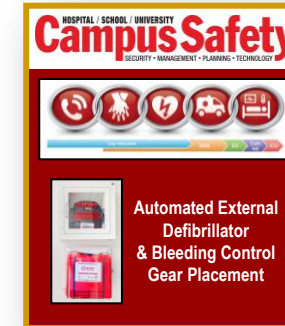 HOSPITAL / SCHOOL / UNIVERSITY
Campus Safety
SECURITY • MANAGEMENT • PLANNING • TECHNOLOGY
Automated External
Defibrillator
& Bleeding Control
Gear Placement